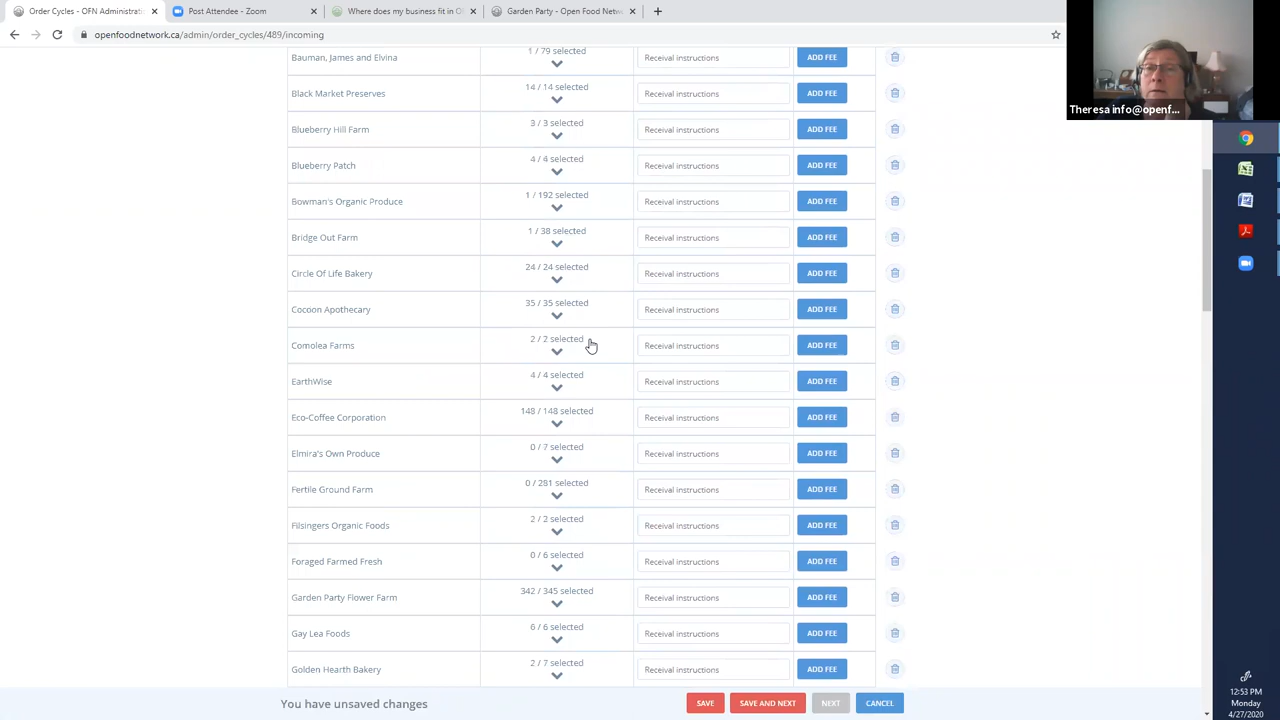 Order Cycles - OFN Administrati
Post Attendee - Zoom
Where does my business fit in O
Garden Party - Open Food Netw
openfoodnetwork.ca/admin/order_cycles/489/incoming
Theresa info@openf...
Bauman, James and Elvina 1 / 79 selected Receival instructions ADD FEE
Black Market Preserves 14 / 14 selected Receival instructions ADD FEE
Blueberry Hill Farm 3 / 3 selected Receival instructions ADD FEE
Blueberry Patch 4 / 4 selected Receival instructions ADD FEE
Bowman's Organic Produce 1 / 192 selected Receival instructions ADD FEE
Bridge Out Farm 1 / 38 selected Receival instructions ADD FEE
Circle Of Life Bakery 24 / 24 selected Receival instructions ADD FEE
Cocoon Apothecary 35 / 35 selected Receival instructions ADD FEE
Comolea Farms 2 / 2 selected Receival instructions ADD FEE
EarthWise 4 / 4 selected Receival instructions ADD FEE
Eco-Coffee Corporation 148 / 148 selected Receival instructions ADD FEE
Elmira's Own Produce 0 / 7 selected Receival instructions ADD FEE
Fertile Ground Farm 0 / 281 selected Receival instructions ADD FEE
Filsingers Organic Foods 2 / 2 selected Receival instructions ADD FEE
Foraged Farmed Fresh 0 / 6 selected Receival instructions ADD FEE
Garden Party Flower Farm 342 / 345 selected Receival instructions ADD FEE
Gay Lea Foods 6 / 6 selected Receival instructions ADD FEE
Golden Hearth Bakery 2 / 7 selected Receival instructions ADD FEE
You have unsaved changes SAVE SAVE AND NEXT NEXT CANCEL
12:53 PM
Monday
4/27/2020